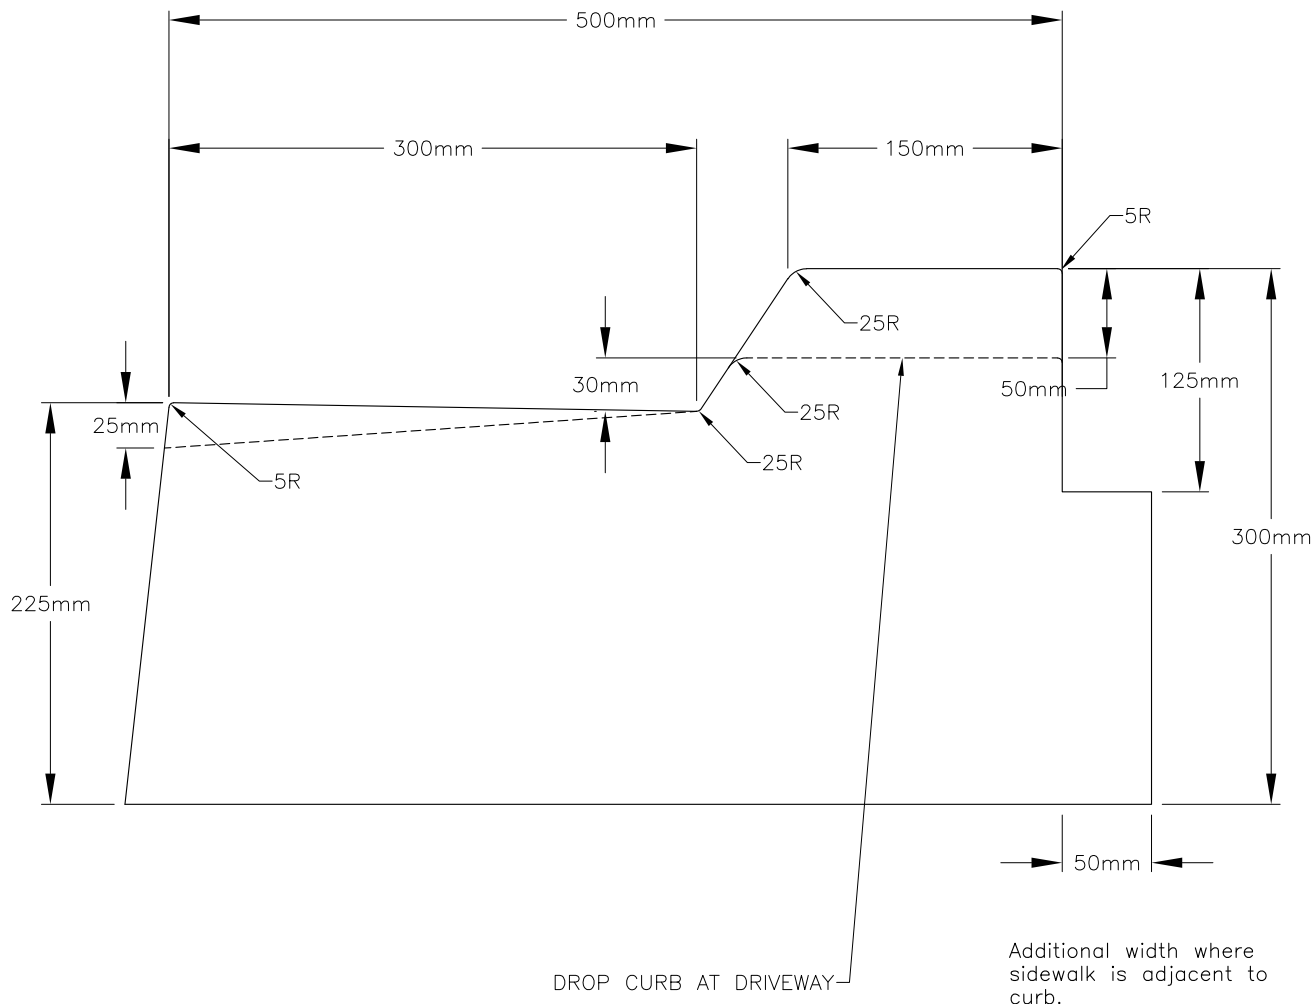 500mm
300mm
150mm
5R
25R
30mm
50mm
125mm
25mm
25R
25R
5R
300mm
225mm
50mm
Additional width where
sidewalk is adjacent to
curb.
DROP CURB AT DRIVEWAY